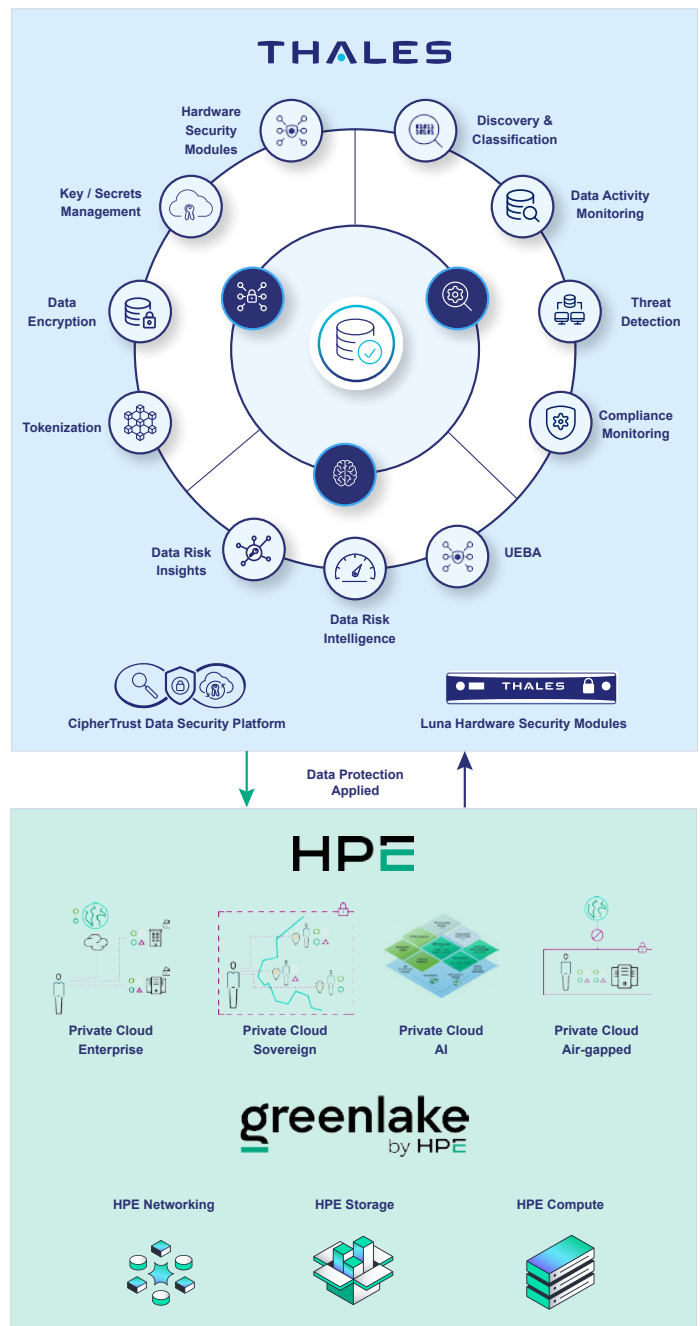 THALES
Hardware
Security
Modules
Discovery &
Classification
Key / Secrets
Management
Data Activity
Monitoring
Data
Encryption
Threat
Detection
Tokenization
Compliance
Monitoring
Data Risk
Insights
UEBA
Data Risk
Intelligence
THALES
CipherTrust Data Security Platform
Luna Hardware Security Modules
Data Protection
Applied
HPE
Private Cloud
Enterprise
Private Cloud
Sovereign
Private Cloud
AI
Private Cloud
Air-gapped
greenlake
by HPE
HPE Networking
HPE Storage
HPE Compute